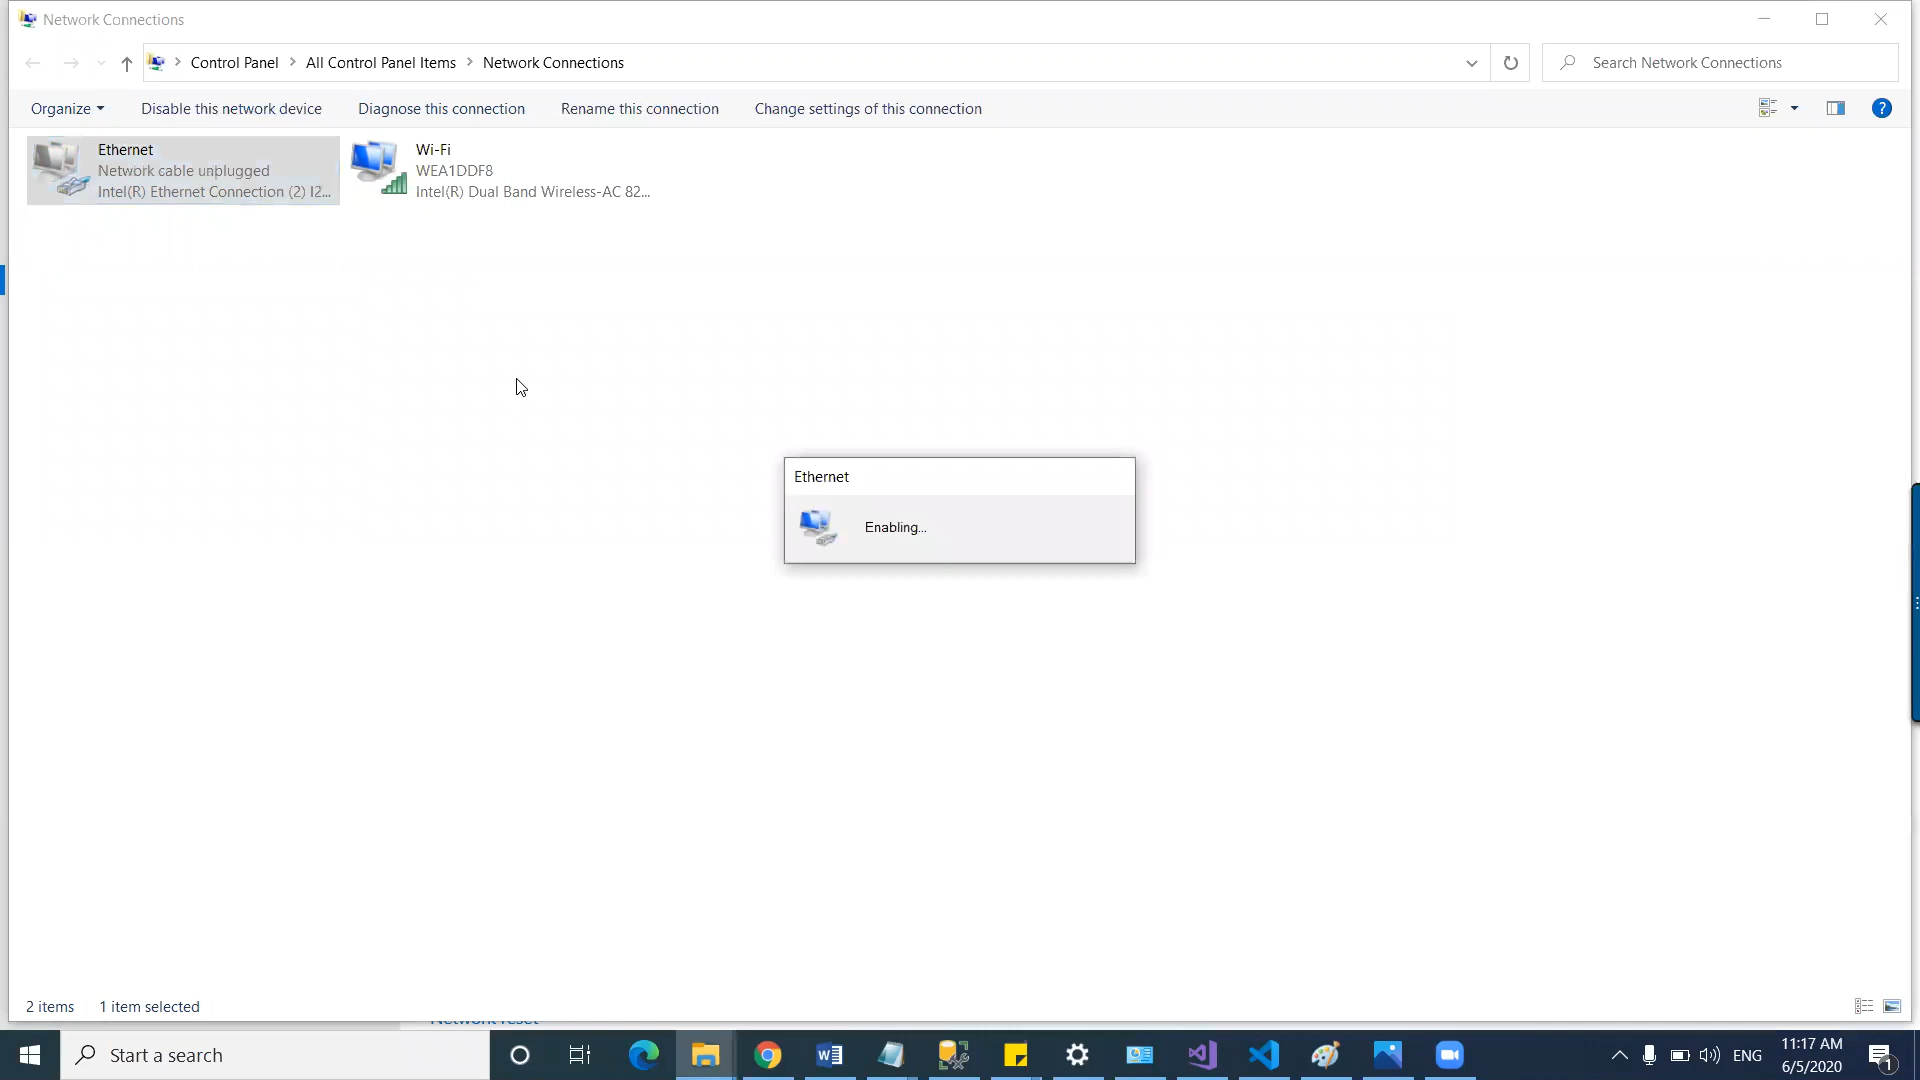 Network Connections
Control Panel > All Control Panel Items > Network Connections
Search Network Connections
Organize Disable this network device Diagnose this connection Rename this connection Change settings of this connection
Ethernet
Network cable unplugged
Intel(R) Ethernet Connection (2) I2...
Wi-Fi
WEA1DDF8
Intel(R) Dual Band Wireless-AC 82...
Ethernet
Enabling...
2 items 1 item selected
Network reset
Start a search
ENG
11:17 AM
6/5/2020
1